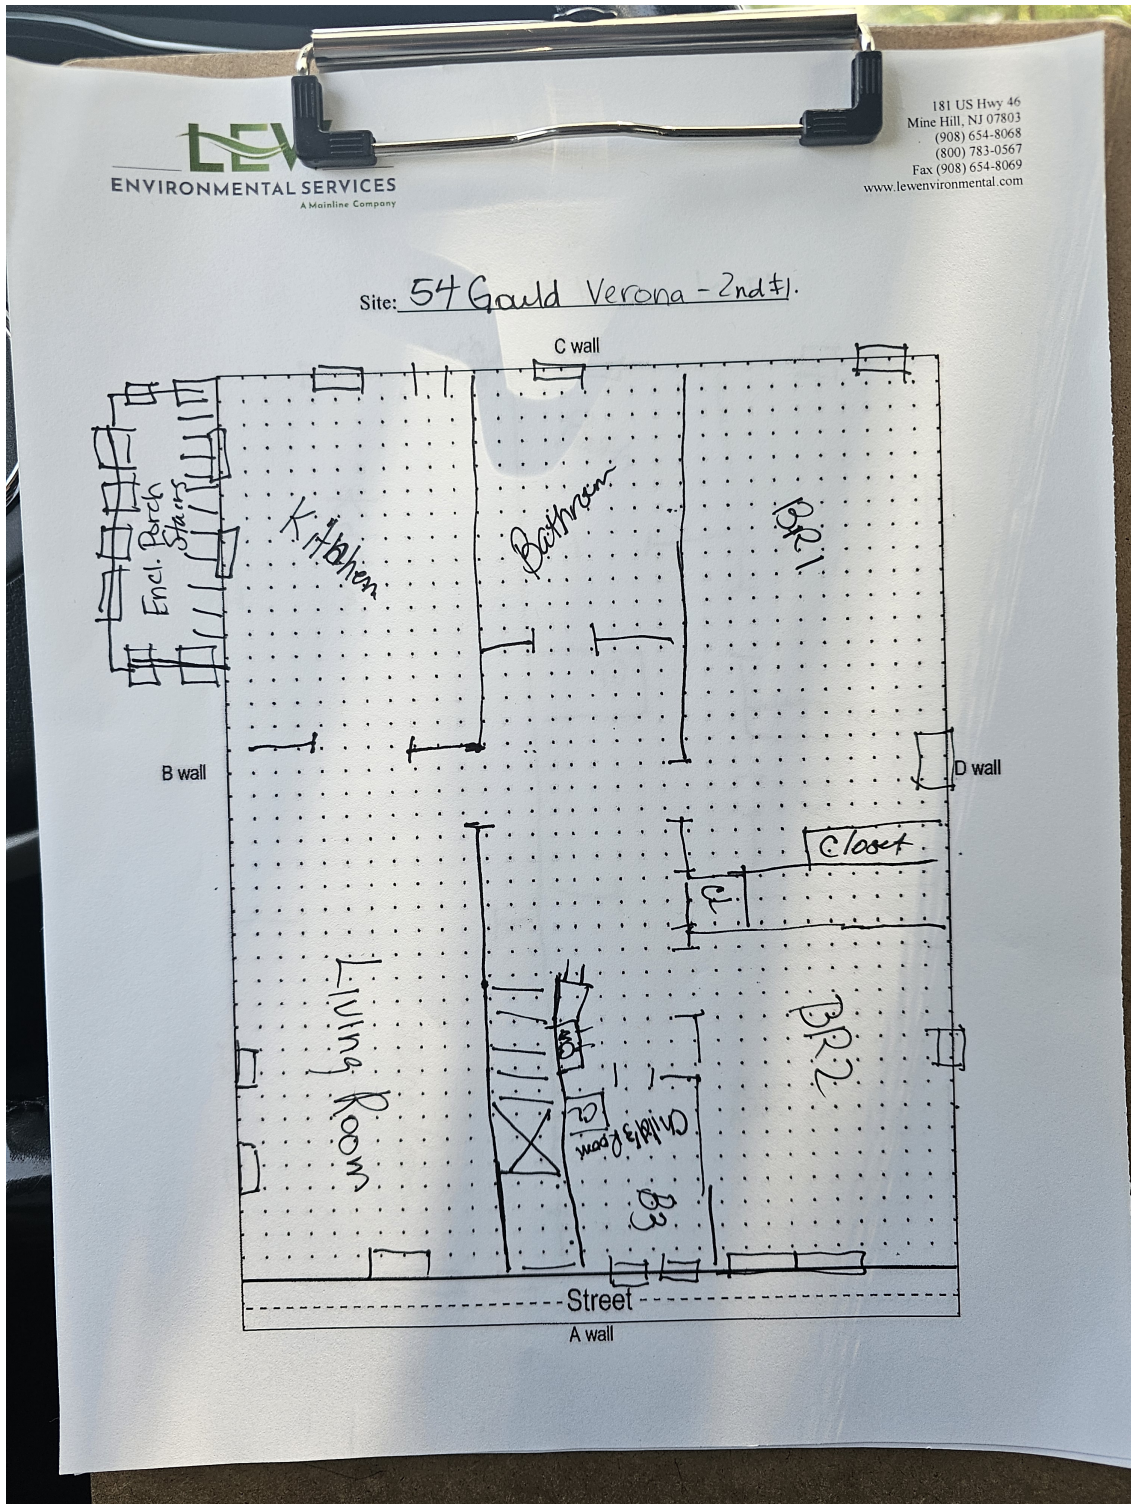 LEW
ENVIRONMENTAL SERVICES
A Mainline Company
181 US Hwy 46
Mine Hill, NJ 07803
(908) 654-8068
(800) 783-0567
Fax (908) 654-8069
www.lewenvironmental.com
Site: 54 Gould Verona - 2nd fl.
C wall
Encl. Porch
Stairs
Kitchen
Bathroom
BR1
B wall
D wall
Closet
CL
Living Room
BR2
CL
Child's Room
B3
Street
A wall